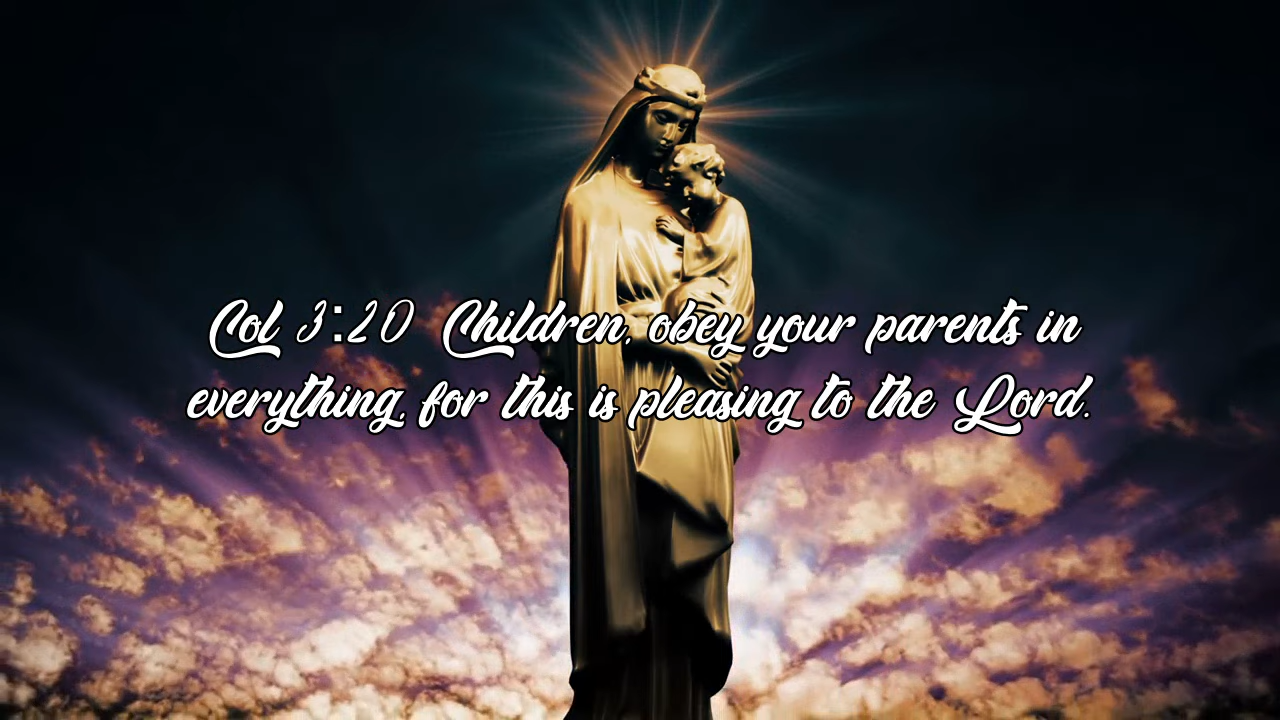 Col 3:20 Children, obey your parents in
everything, for this is pleasing to the Lord.